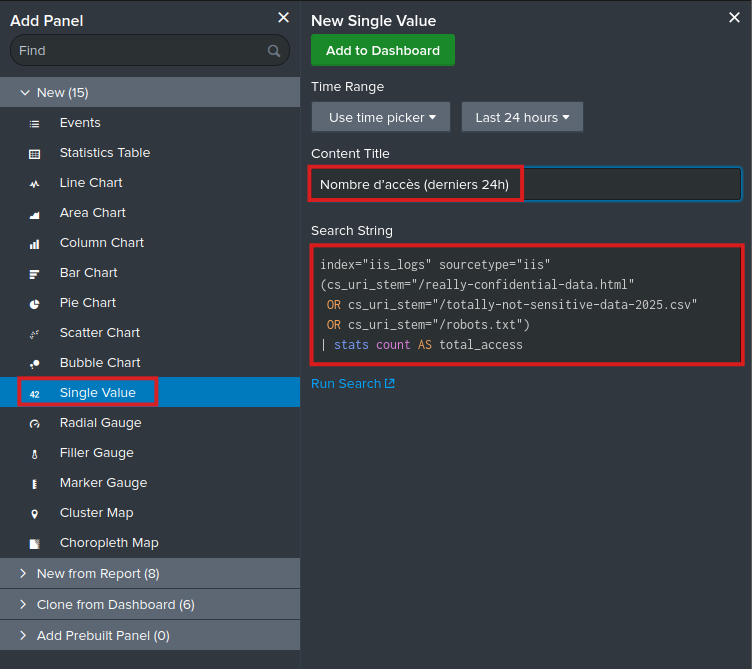 Add Panel
Find
New (15)
Events
Statistics Table
Line Chart
Area Chart
Column Chart
Bar Chart
Pie Chart
Scatter Chart
Bubble Chart
42 Single Value
Radial Gauge
Filler Gauge
Marker Gauge
Cluster Map
Choropleth Map
New from Report (8)
Clone from Dashboard (6)
Add Prebuilt Panel (0)
New Single Value
Add to Dashboard
Time Range
Use time picker Last 24 hours
Content Title
Nombre d'accès (derniers 24h)
Search String
index="iis_logs" sourcetype="iis"
(cs_uri_stem="/really-confidential-data.html"
OR cs_uri_stem="/totally-not-sensitive-data-2025.csv"
OR cs_uri_stem="/robots.txt")
| stats count AS total_access
Run Search